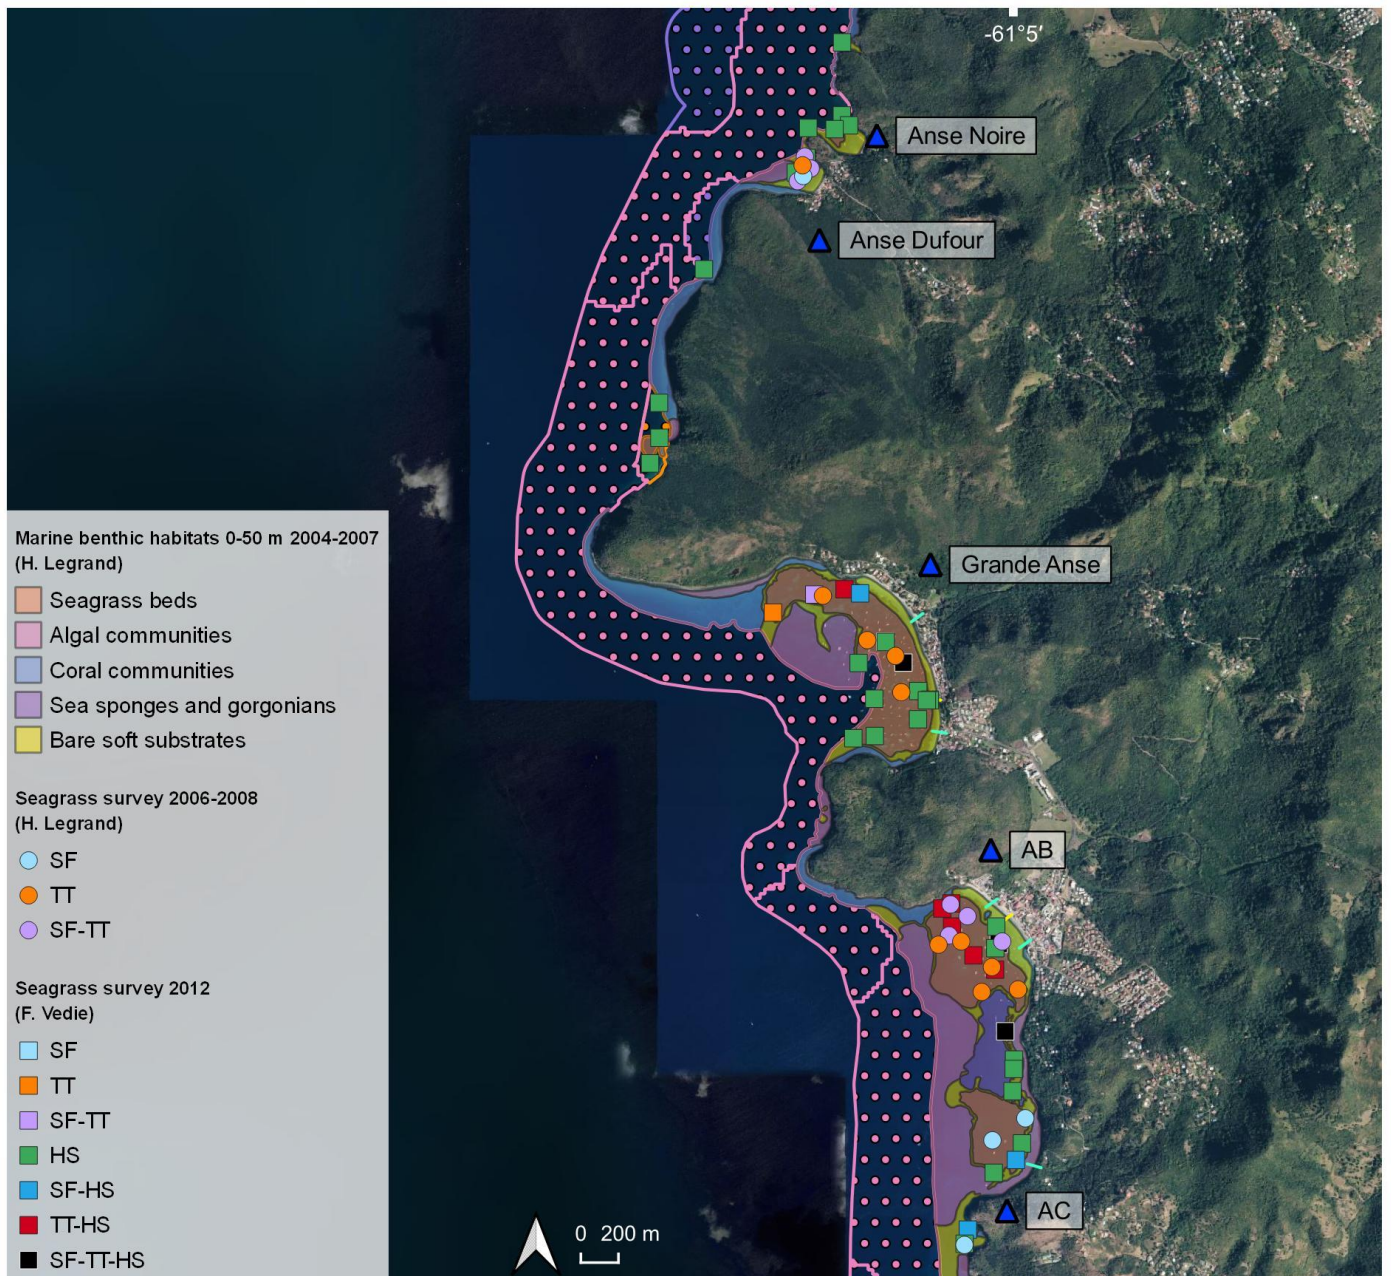 -61°5′
Anse Noire
Anse Dufour
Marine benthic habitats 0-50 m 2004-2007
(H. Legrand)
Seagrass beds
Algal communities
Coral communities
Sea sponges and gorgonians
Bare soft substrates
Seagrass survey 2006-2008
(H. Legrand)
SF
TT
SF-TT
Seagrass survey 2012
(F. Vedie)
SF
TT
SF-TT
HS
SF-HS
TT-HS
SF-TT-HS
Grande Anse
AB
AC
0 200 m